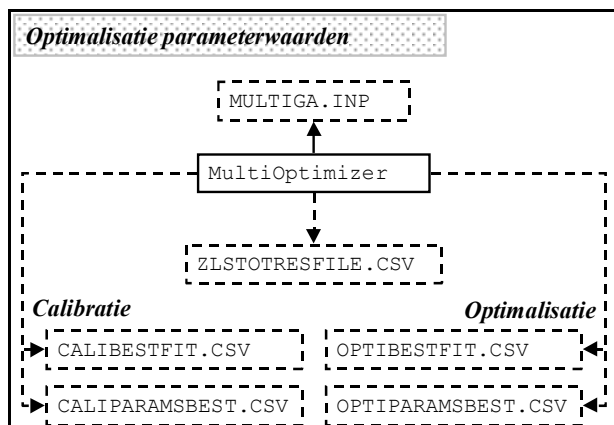 Optimalisatie parameterwaarden
MULTIGA.INP
MultiOptimizer
ZLSTOTRESFILE.CSV
Calibratie
Optimalisatie
CALIBESTFIT.CSV
OPTIBESTFIT.CSV
CALIPARAMSBEST.CSV
OPTIPARAMSBEST.CSV